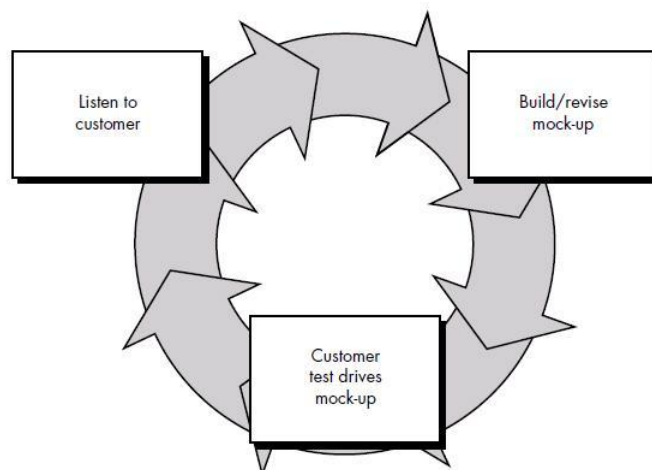 Listen to
customer
Build/revise
mock-up
Customer
test drives
mock-up